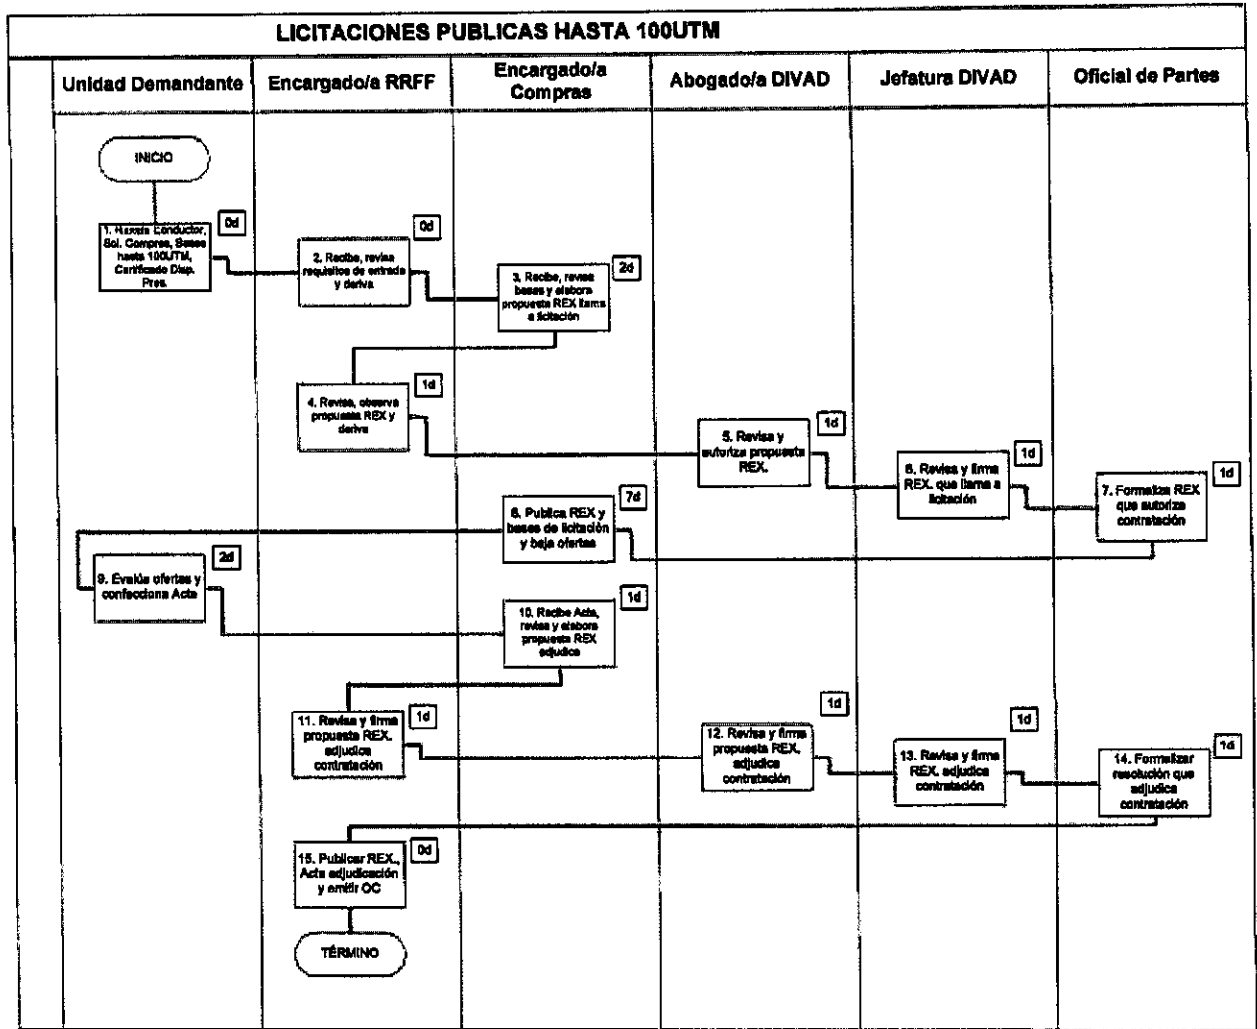 LICITACIONES PUBLICAS HASTA 100UTM
Unidad Demandante
Encargado/a RRFF
Encargado/a
Compras
Abogado/a DIVAD
Jefatura DIVAD
Oficial de Partes
INICIO
0d
1. Remite Conductor,
Sol. Compras, Bases
hasta 100UTM,
Certificado Disp.
Pres.
0d
2. Recibe, revisa
requisitos de entrada
y deriva
2d
3. Recibe, revisa
bases y elabora
propuesta REX llama
a licitación
1d
4. Revisa, observa
propuesta REX y
deriva
1d
5. Revisa y
autoriza propuesta
REX.
1d
6. Revisa y firma
REX. que llama a
licitación
1d
7. Formaliza REX
que autoriza
contratación
7d
8. Publica REX y
bases de licitación
y baja ofertas
2d
9. Evalúa ofertas y
confecciona Acta
1d
10. Recibe Acta,
revisa y elabora
propuesta REX
adjudica
1d
11. Revisa y firma
propuesta REX.
adjudica
contratación
1d
12. Revisa y firma
propuesta REX.
adjudica
contratación
1d
13. Revisa y firma
REX. adjudica
contratación
1d
14. Formalizar
resolución que
adjudica
contratación
0d
15. Publicar REX.,
Acta adjudicación
y emitir OC
TÉRMINO